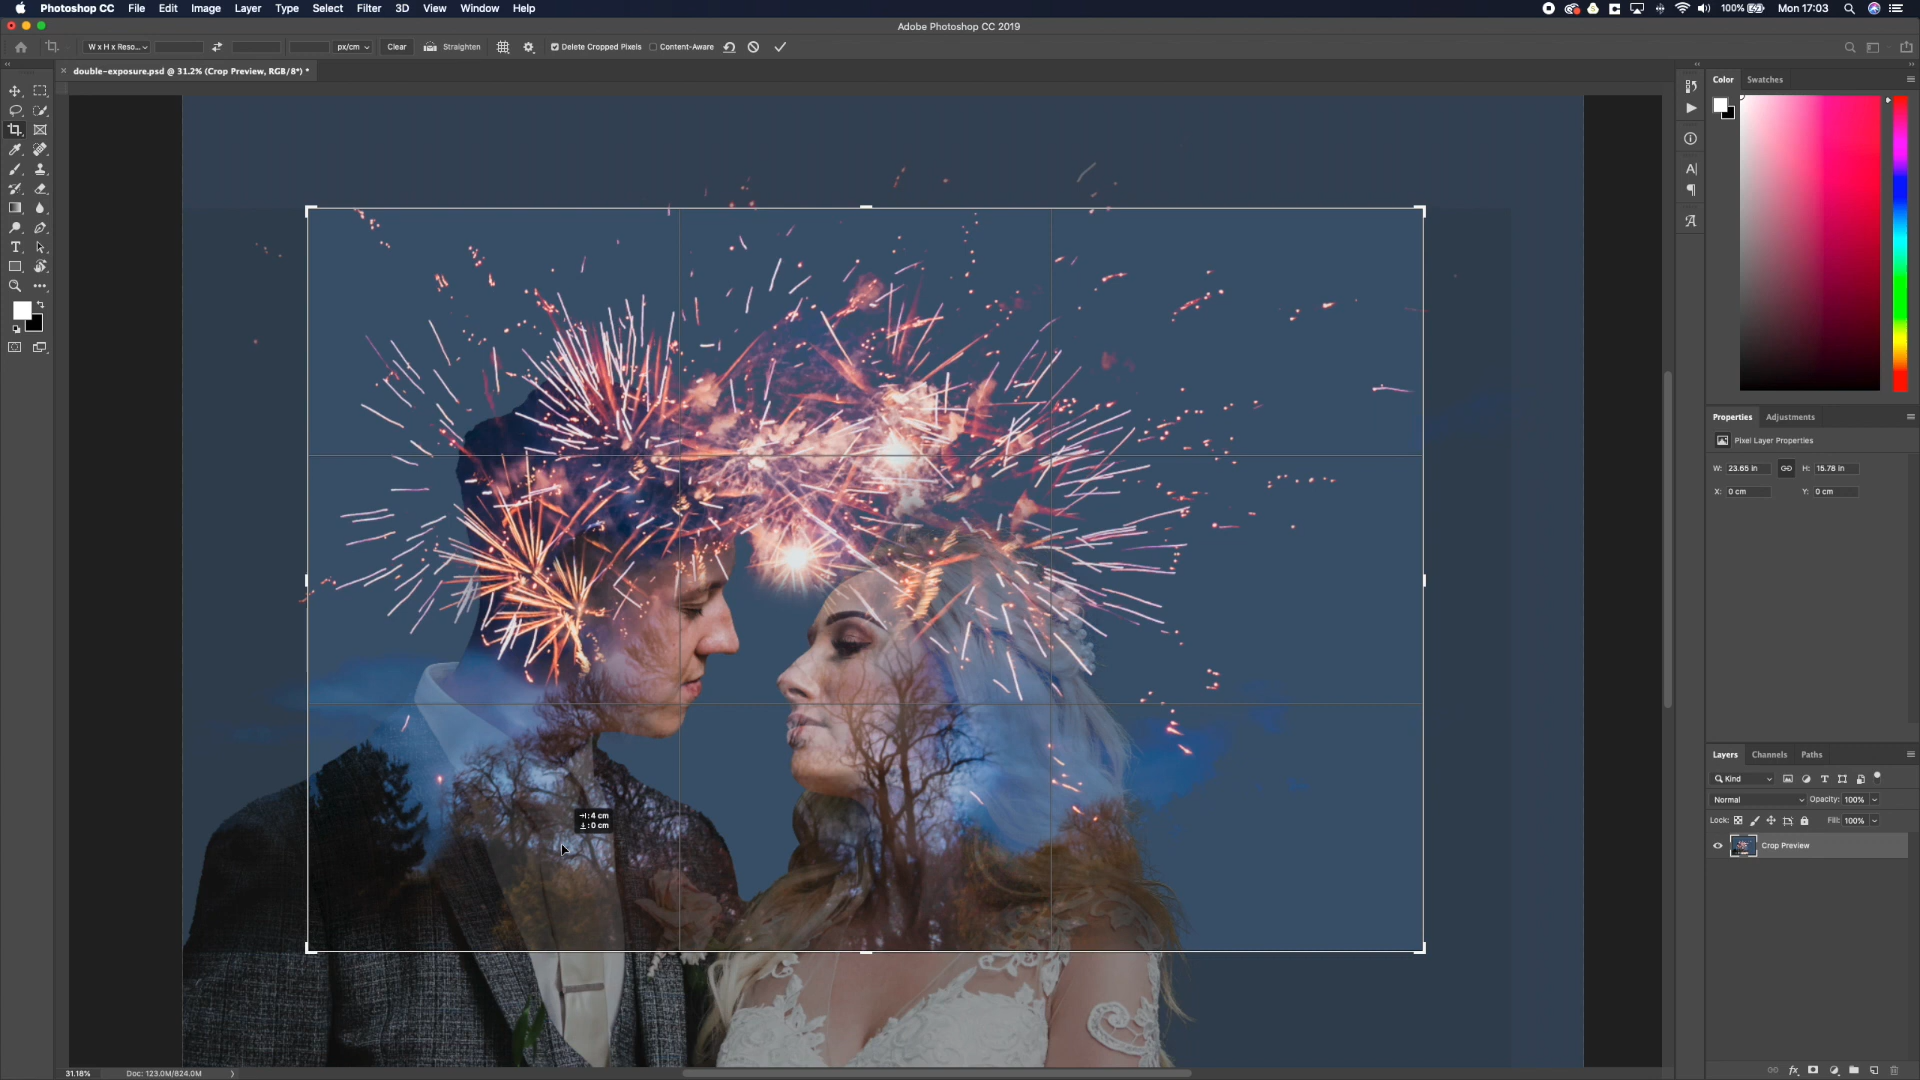 Photoshop CC File Edit Image Layer Type Select Filter 3D View Window Help 100% Mon 17:03
Adobe Photoshop CC 2019
W x H x Reso... px/cm Clear Straighten Delete Cropped Pixels Content-Aware
double-exposure.psd @ 31.2% (Crop Preview, RGB/8*) *
Color Swatches
Properties Adjustments
Pixel Layer Properties
W: 23.65 in H: 15.78 in
X: 0 cm Y: 0 cm
Layers Channels Paths
Kind
Normal Opacity: 100%
Lock: Fill: 100%
Crop Preview
: 4 cm
: 0 cm
31.18% Doc: 123.0M/824.0M